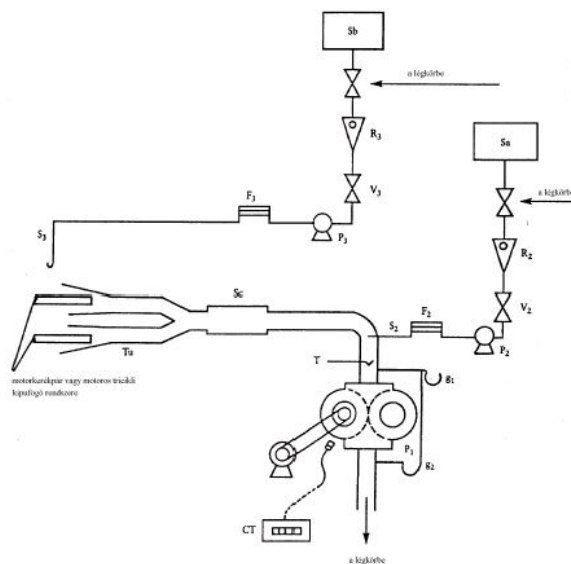 Sb
a légkörbe
R3
Sa
V3
F3
a légkörbe
P3
S3
R2
Sc
S2
F2
V2
Tu
T
P2
g1
motorkerékpár vagy motoros tricikli
kipufogó rendszere
P1
g2
CT
a légkörbe